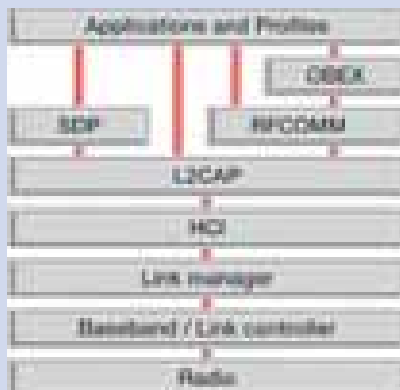 Applications and Profiles
OBEX
SDP
RFCOMM
L2CAP
HCI
Link manager
Baseband / Link controller
Radio